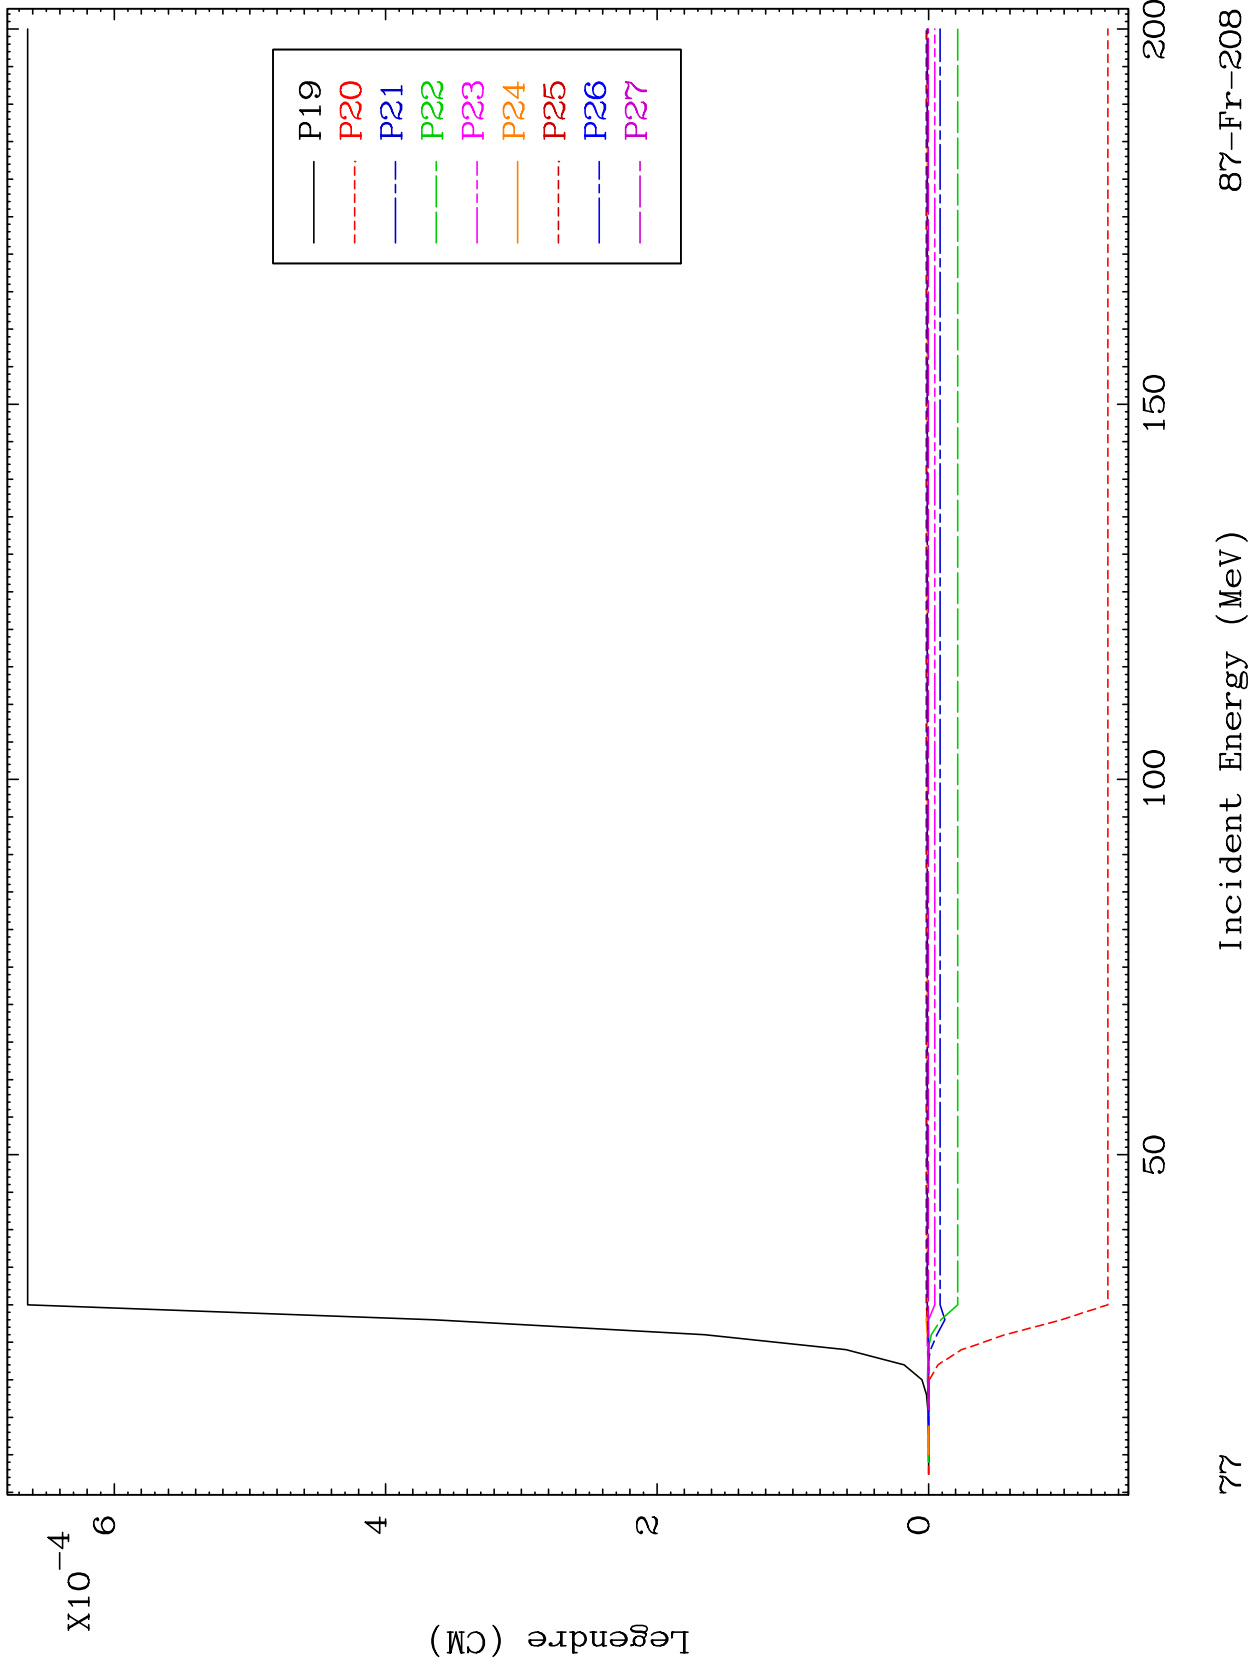 X10-4
Legendre (CM)
6
4
2
0
P19
P20
P21
P22
P23
P24
P25
P26
P27
50
100
150
200
77
Incident Energy (MeV)
87-Fr-208